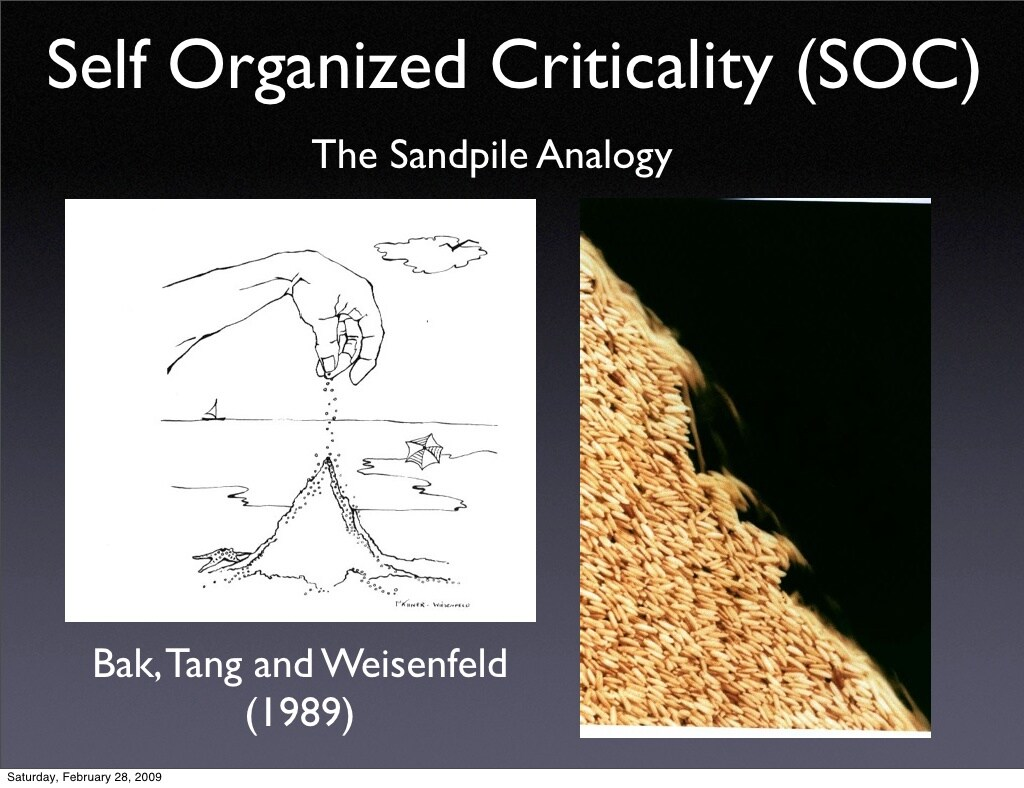 Self Organized Criticality (SOC)
The Sandpile Analogy
Bak, Tang and Weisenfeld
(1989)
Saturday, February 28, 2009